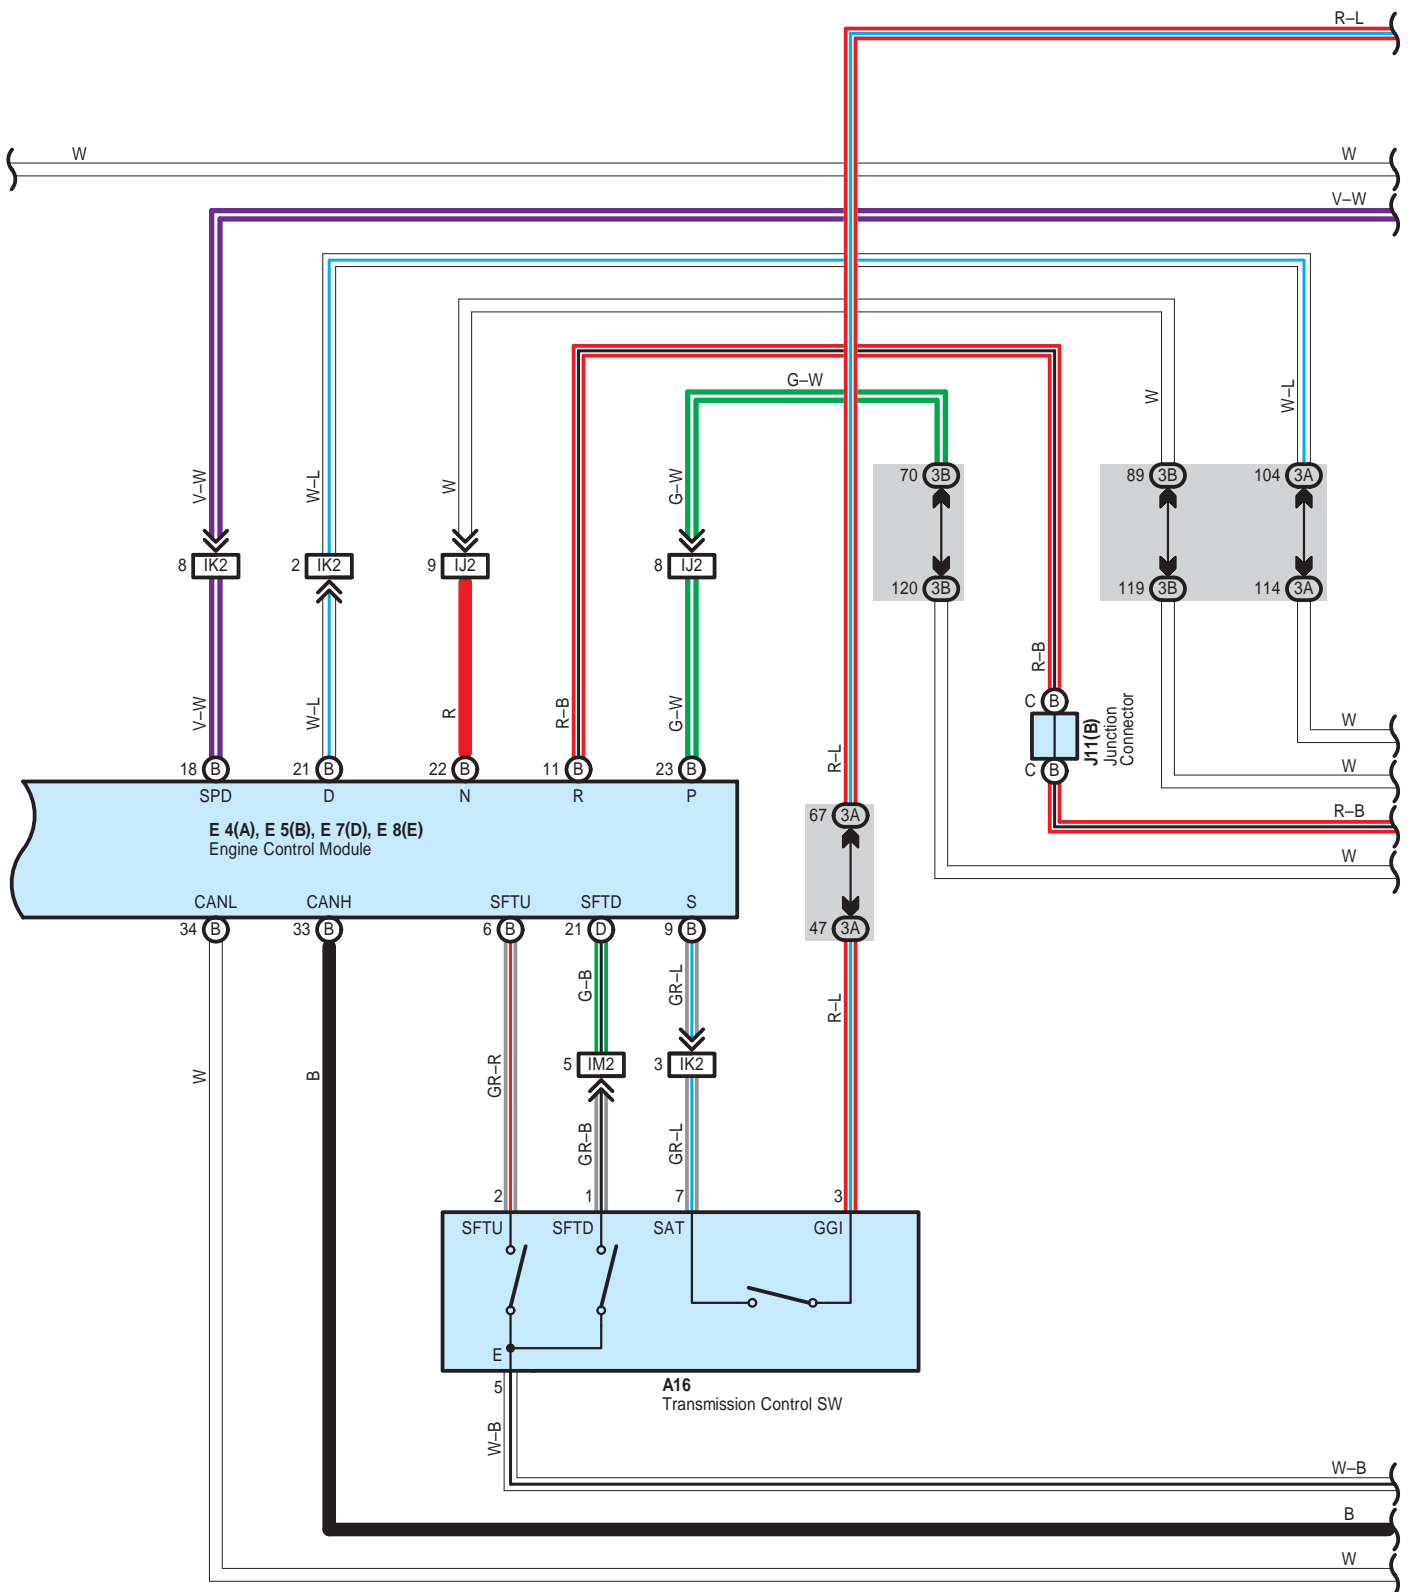 R–L
W
W
V–W
G–W
W
W–L
V–W
W–L
W
G–W
70 3B
89 3B
104 3A
8 IK2
2 IK2
9 IJ2
8 IJ2
120 3B
119 3B
114 3A
R–B
V–W
W–L
R
R–B
G–W
C B
J11(B)
Junction
Connector
W
R–L
18 B
21 B
22 B
11 B
23 B
C B
W
SPD
D
N
R
P
67 3A
R–B
E 4(A), E 5(B), E 7(D), E 8(E)
Engine Control Module
W
CANL
CANH
SFTU
SFTD
S
34 B
33 B
6 B
21 D
9 B
47 3A
G–B
GR–L
R–L
5 IM2
3 IK2
W
B
GR–R
GR–B
GR–L
2
1
7
3
SFTU
SFTD
SAT
GGI
E
5
A16
Transmission Control SW
W–B
W–B
B
W